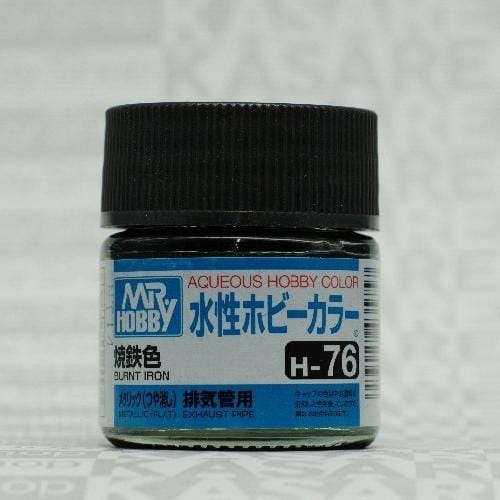 AQUEOUS HOBBY COLOR
MR HOBBY
水性ホビーカラー
焼鉄色
BURNT IRON
H-76
メタリック(つや消し) 排気管用
METALLIC (FLAT) EXHAUST PIPE
KASARE